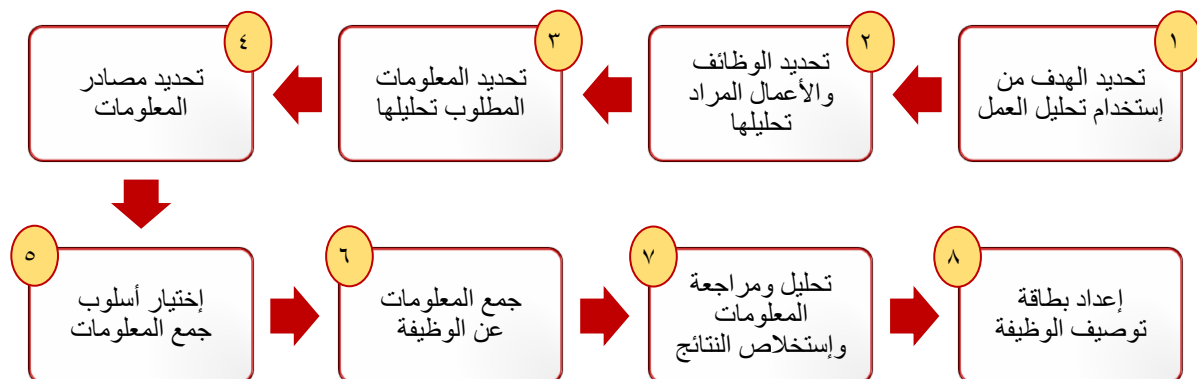 ١
تحديد الهدف من
إستخدام تحليل العمل
٢
تحديد الوظائف
والأعمال المراد
تحليلها
٣
تحديد المعلومات
المطلوب تحليلها
٤
تحديد مصادر
المعلومات
٥
إختيار أسلوب
جمع المعلومات
٦
جمع المعلومات
عن الوظيفة
٧
تحليل ومراجعة
المعلومات
وإستخلاص النتائج
٨
إعداد بطاقة
توصيف الوظيفة